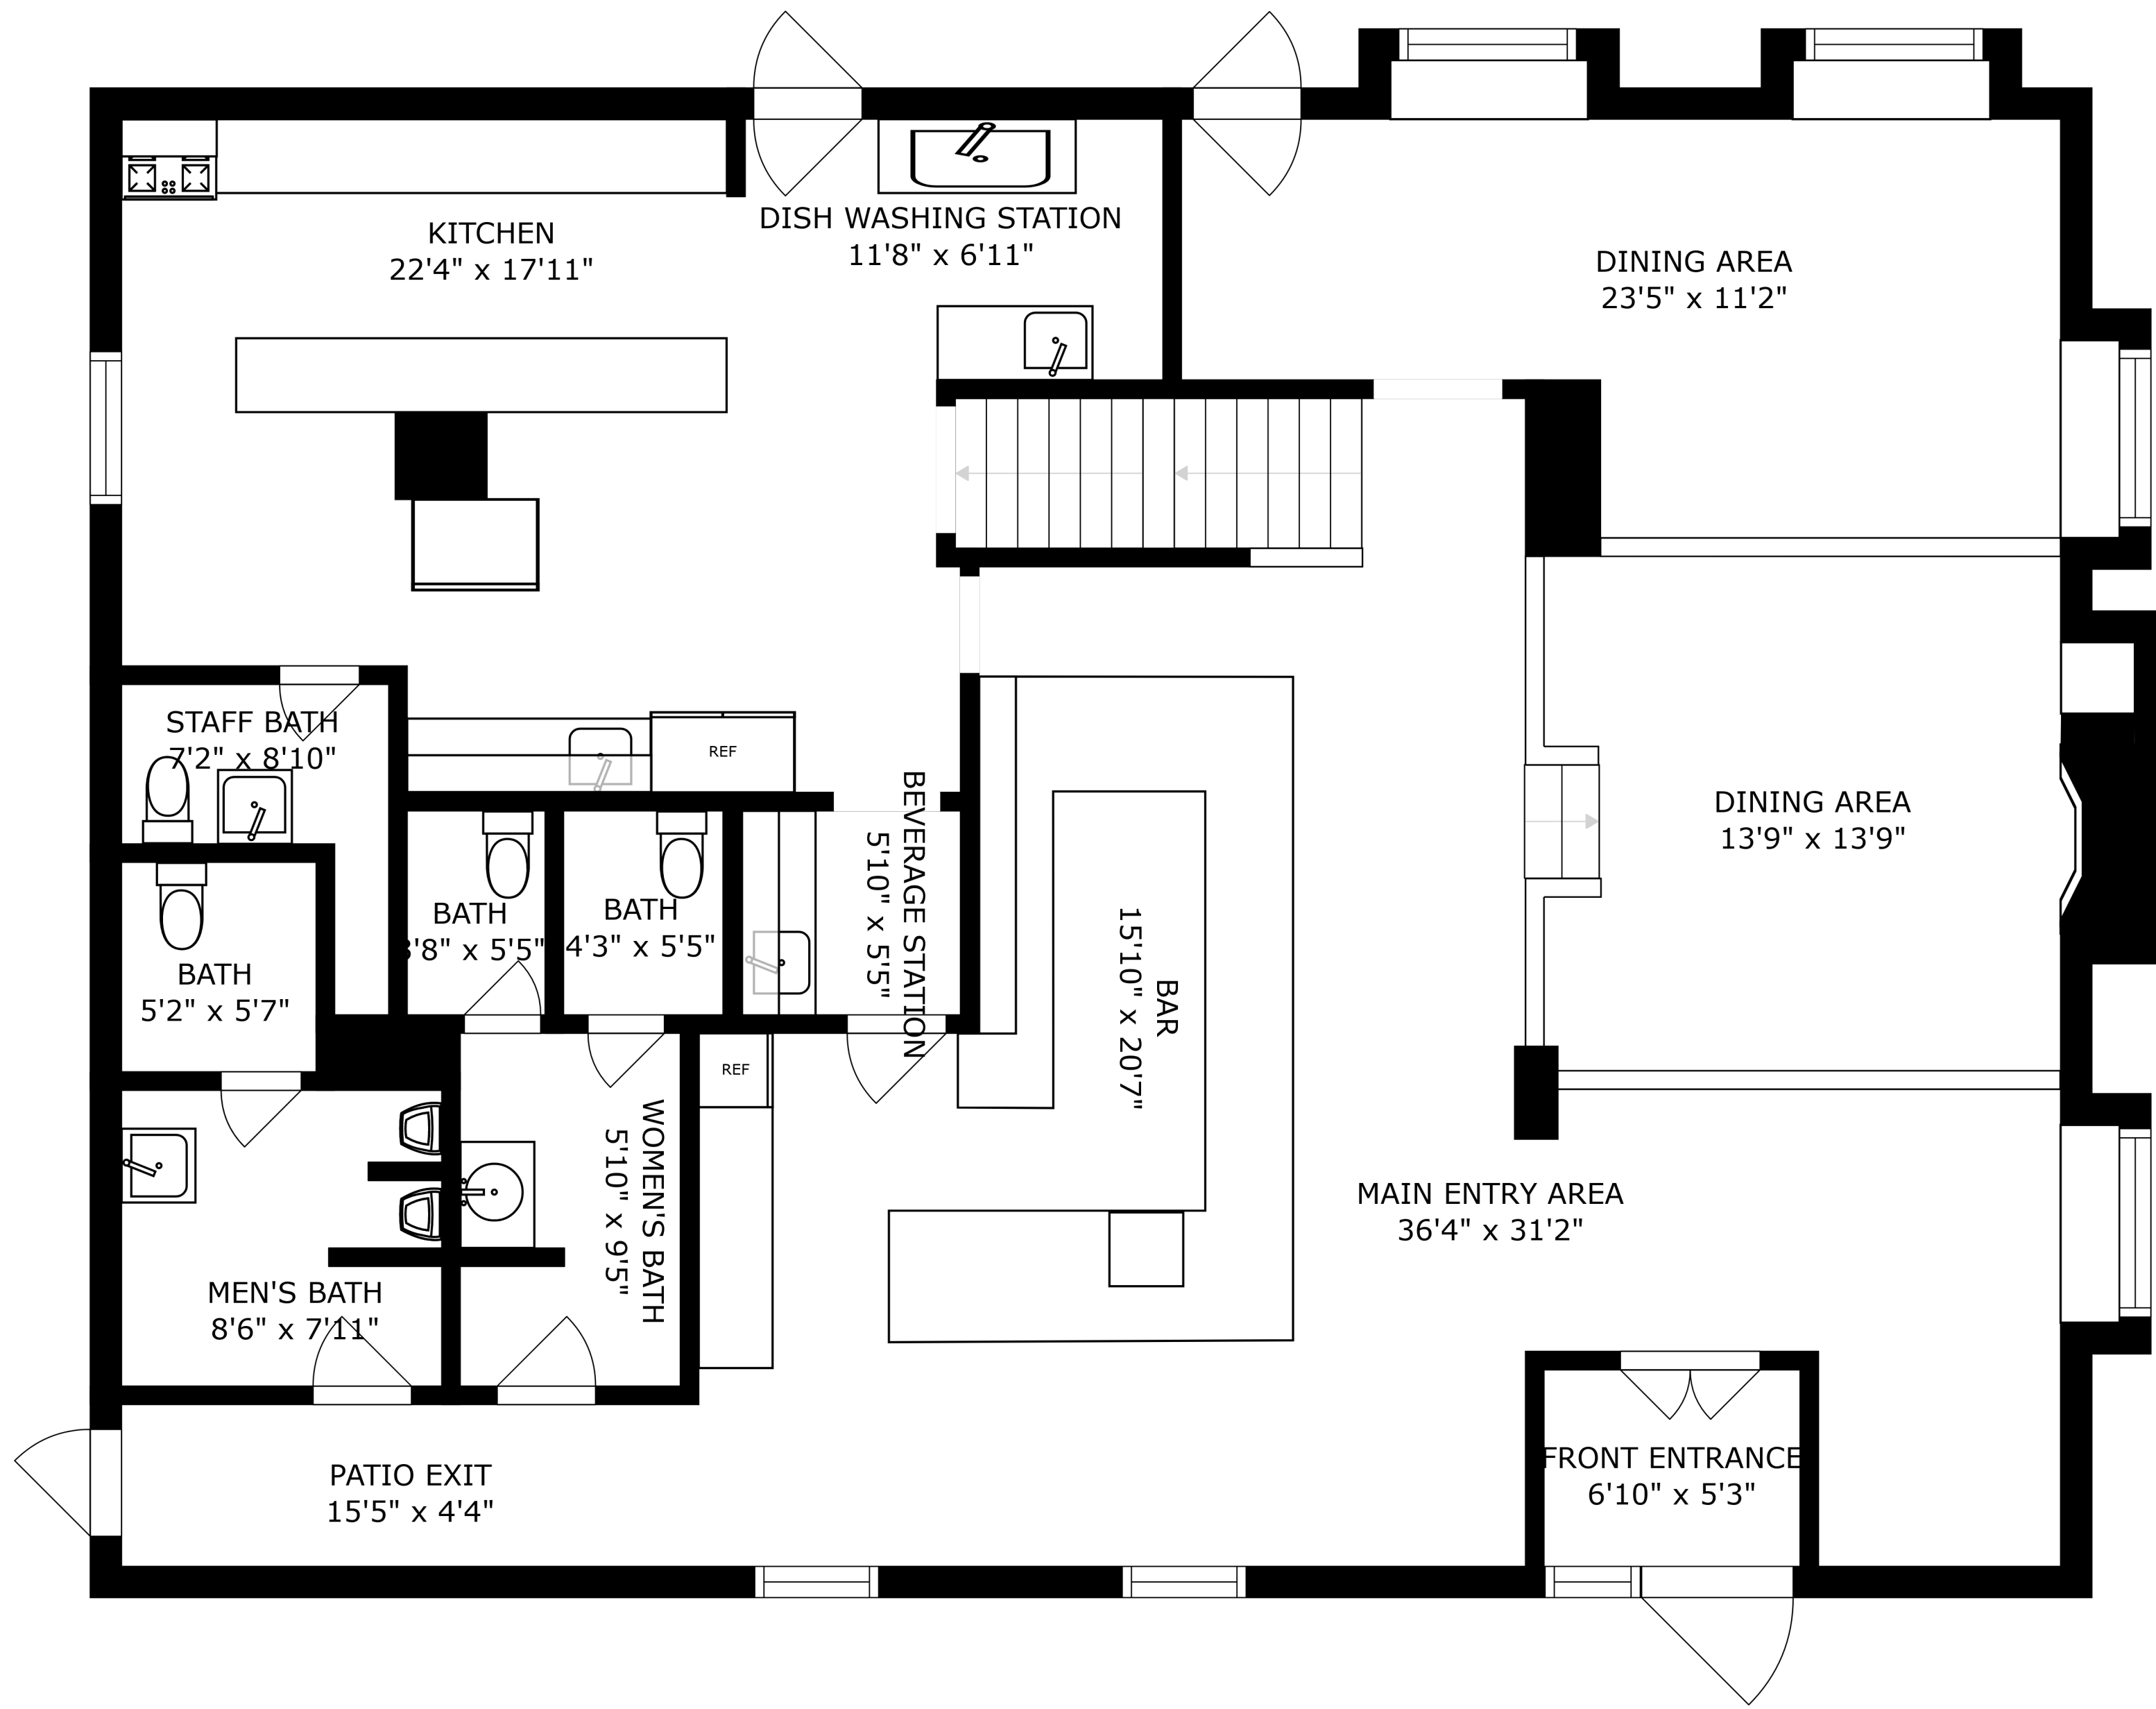 KITCHEN
22'4" x 17'11"
DISH WASHING STATION
11'8" x 6'11"
DINING AREA
23'5" x 11'2"
STAFF BATH
7'2" x 8'10"
REF
BEVERAGE STATION
5'10" x 5'5"
DINING AREA
13'9" x 13'9"
BATH
'8" x 5'5"
BATH
4'3" x 5'5"
BATH
5'2" x 5'7"
BAR
15'10" x 20'7"
REF
WOMEN'S BATH
5'10" x 9'5"
MAIN ENTRY AREA
36'4" x 31'2"
MEN'S BATH
8'6" x 7'11"
FRONT ENTRANCE
6'10" x 5'3"
PATIO EXIT
15'5" x 4'4"